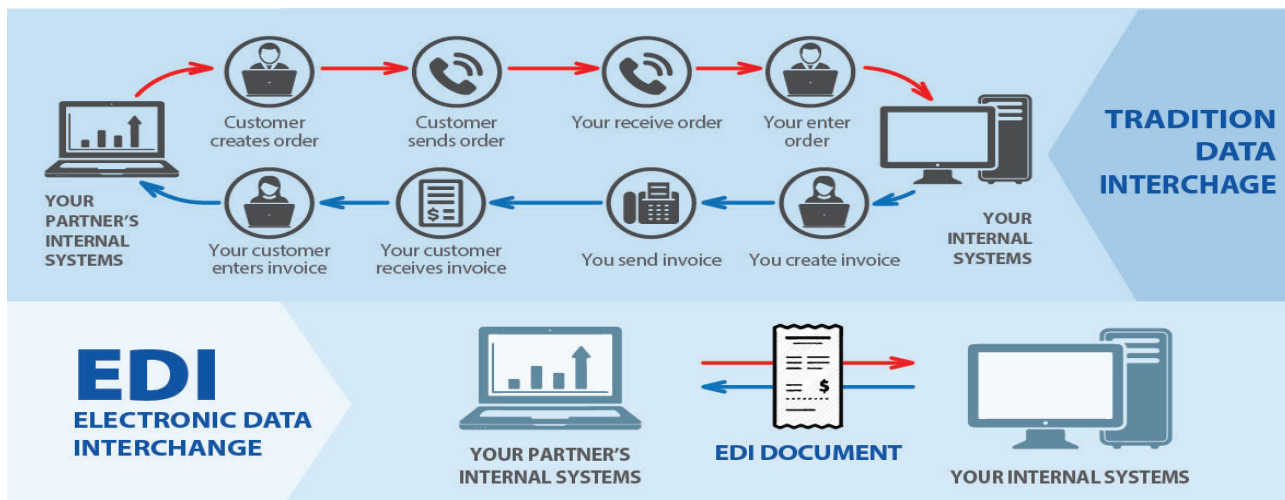 Customer
creates order
Customer
sends order
Your receive order
Your enter
order
TRADITION
DATA
INTERCHAGE
YOUR
PARTNER'S
INTERNAL
SYSTEMS
Your customer
enters invoice
$
Your customer
receives invoice
You send invoice
You create invoice
YOUR
INTERNAL
SYSTEMS
EDI
ELECTRONIC DATA
INTERCHANGE
YOUR PARTNER'S
INTERNAL SYSTEMS
$
EDI DOCUMENT
YOUR INTERNAL SYSTEMS